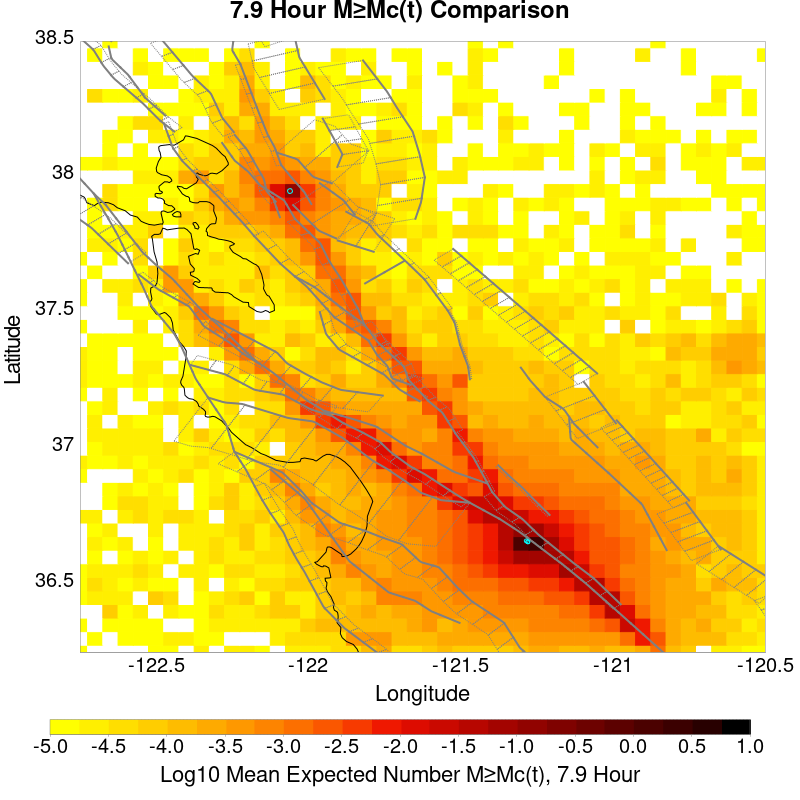 7.9 Hour M≥Mc(t) Comparison
38.5
38
37.5
37
36.5
Latitude
-122.5 -122 -121.5 -121 -120.5
Longitude
-5.0 -4.5 -4.0 -3.5 -3.0 -2.5 -2.0 -1.5 -1.0 -0.5 0.0 0.5 1.0
Log10 Mean Expected Number M≥Mc(t), 7.9 Hour